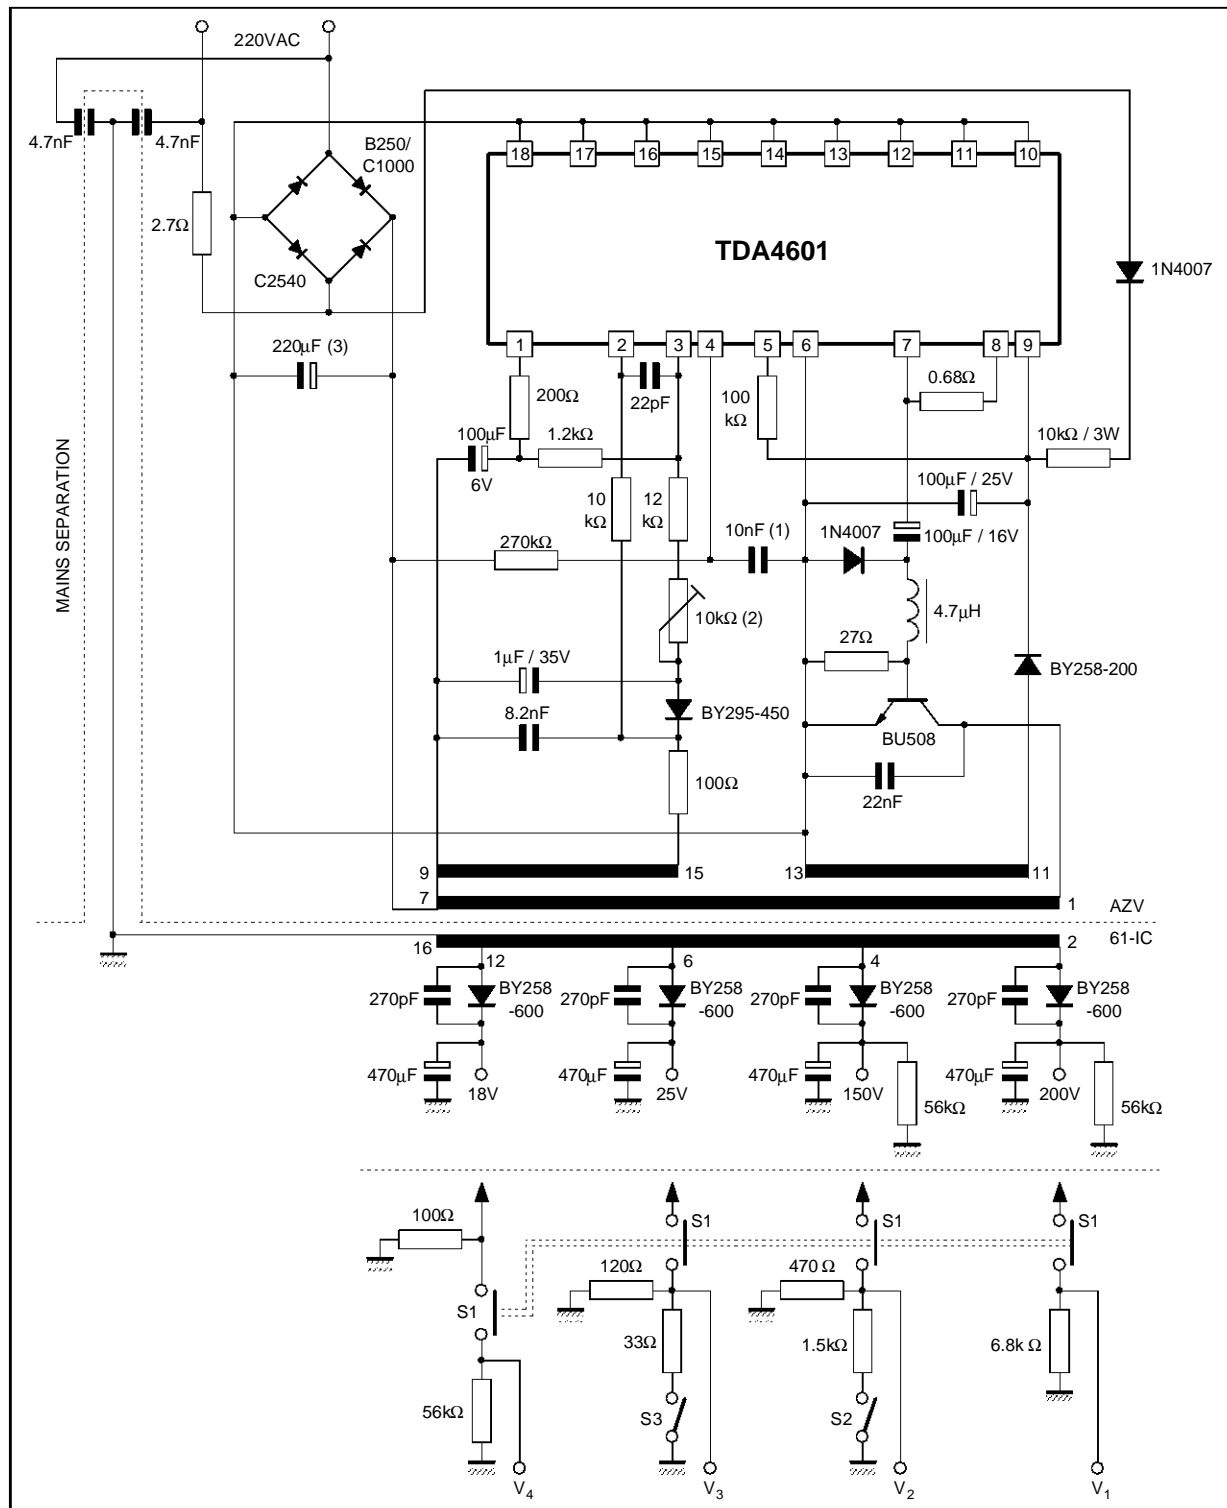 220VAC
4.7nF
4.7nF
B250/
C1000
18 17 16 15 14 13 12 11 10
2.7Ω
TDA4601
1N4007
C2540
1 2 3 4 5 6 7 8 9
220µF (3)
0.68Ω
200Ω
22pF
100
kΩ
MAINS SEPARATION
100µF
6V
1.2kΩ
10kΩ / 3W
100µF / 25V
10
kΩ
12
kΩ
10nF (1)
1N4007
100µF / 16V
270kΩ
10kΩ (2)
4.7µH
27Ω
1µF / 35V
BY258-200
8.2nF
BY295-450
BU508
100Ω
22nF
9 15 13 11
7 1 AZV
16 2 61-IC
12 6 4
270pF
BY258
-600
270pF
BY258
-600
270pF
BY258
-600
270pF
BY258
-600
470µF
18V
470µF
25V
470µF
150V
56kΩ
470µF
200V
56kΩ
100Ω
S1
S1
S1
120Ω
470 Ω
S1
33Ω
1.5kΩ
6.8k Ω
56kΩ
S3
S2
V4
V3
V2
V1